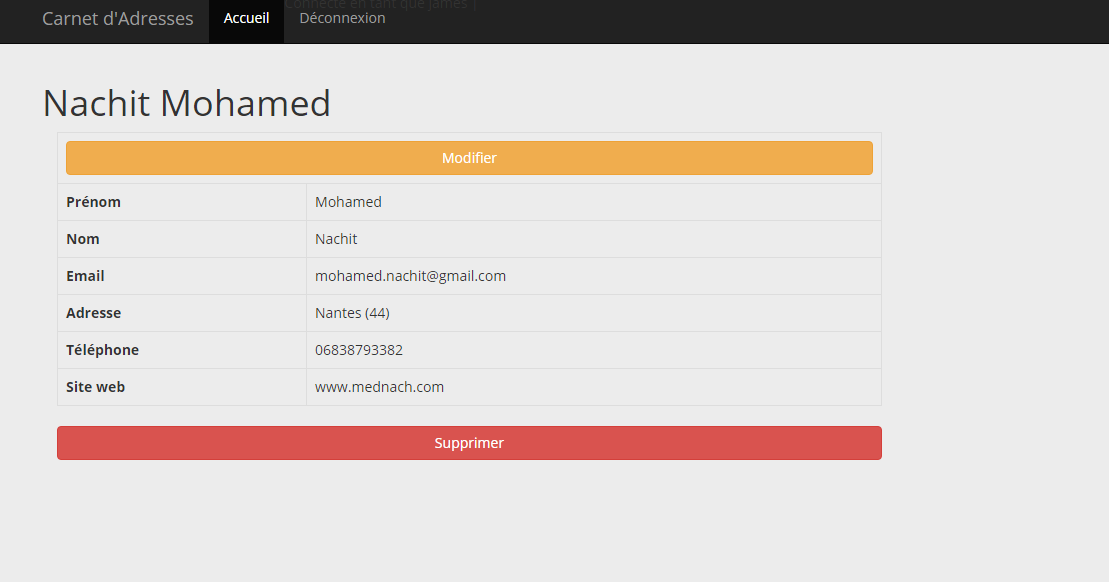 Connecté en tant que james |
Carnet d'Adresses Accueil Déconnexion
Nachit Mohamed
Modifier
Prénom Mohamed
Nom Nachit
Email mohamed.nachit@gmail.com
Adresse Nantes (44)
Téléphone 06838793382
Site web www.mednach.com
Supprimer